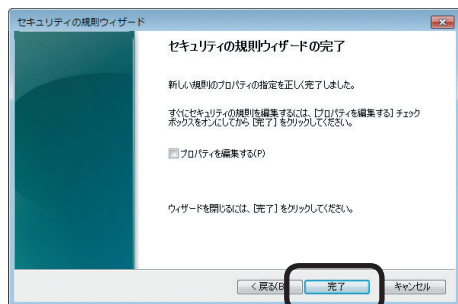 セキュリティの規則ウィザード
セキュリティの規則ウィザードの完了
新しい規則のプロパティの指定を正しく完了しました。
すぐにセキュリティの規則を編集するには、[プロパティを編集する] チェック
ボックスをオンにしてから [完了] をクリックしてください。
プロパティを編集する(P)
ウィザードを閉じるには、[完了] をクリックしてください。
< 戻る(B 完了 キャンセル